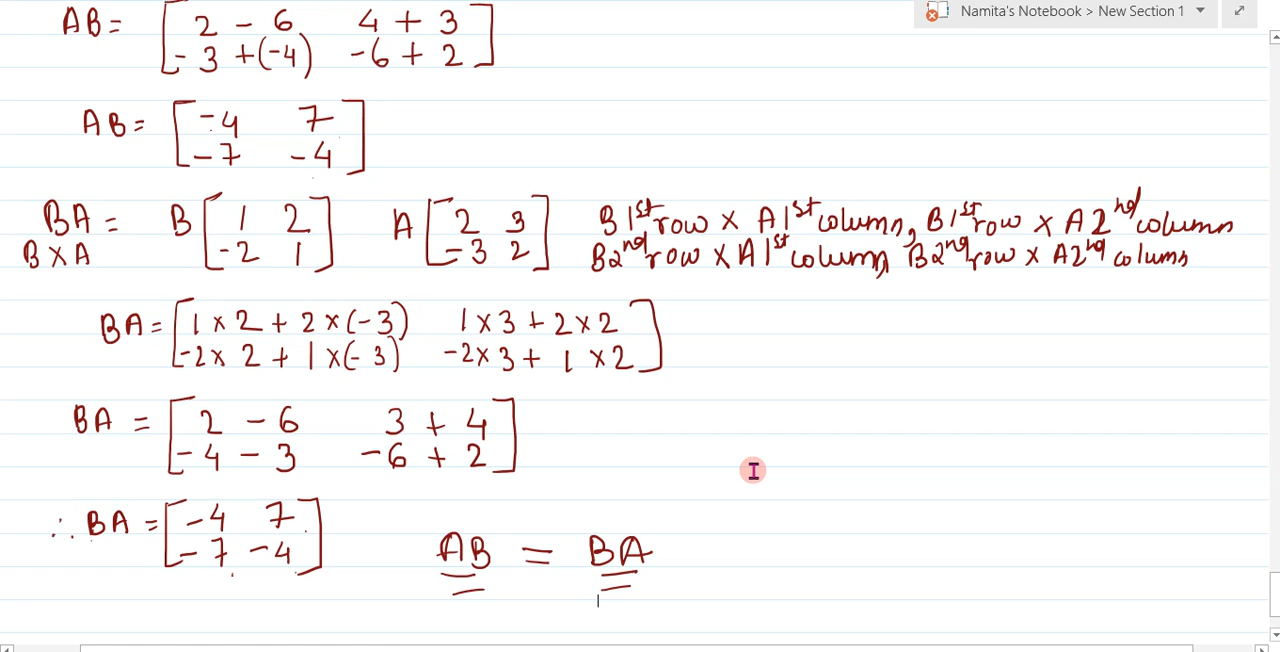 Namita's Notebook > New Section 1
AB= [ 2 - 6   4 + 3
- 3 +(-4)   -6 + 2 ]
AB= [ -4   7
-7   -4 ]
BA = B [ 1   2   A [ 2   3   B 1st row X A 1st column, B 1st row X A 2nd column
B X A   -2   1 ]   -3   2 ]   B 2nd row X A 1st column, B 2nd row X A 2nd colums
BA = [ 1 x 2 + 2 x (-3)   1 x 3 + 2 x 2
-2 x 2 + 1 x (-3)   -2 x 3 + 1 x 2 ]
BA = [ 2 - 6   3 + 4
-4 - 3   -6 + 2 ]
∴ BA = [ -4   7
-7   -4 ]
AB = BA